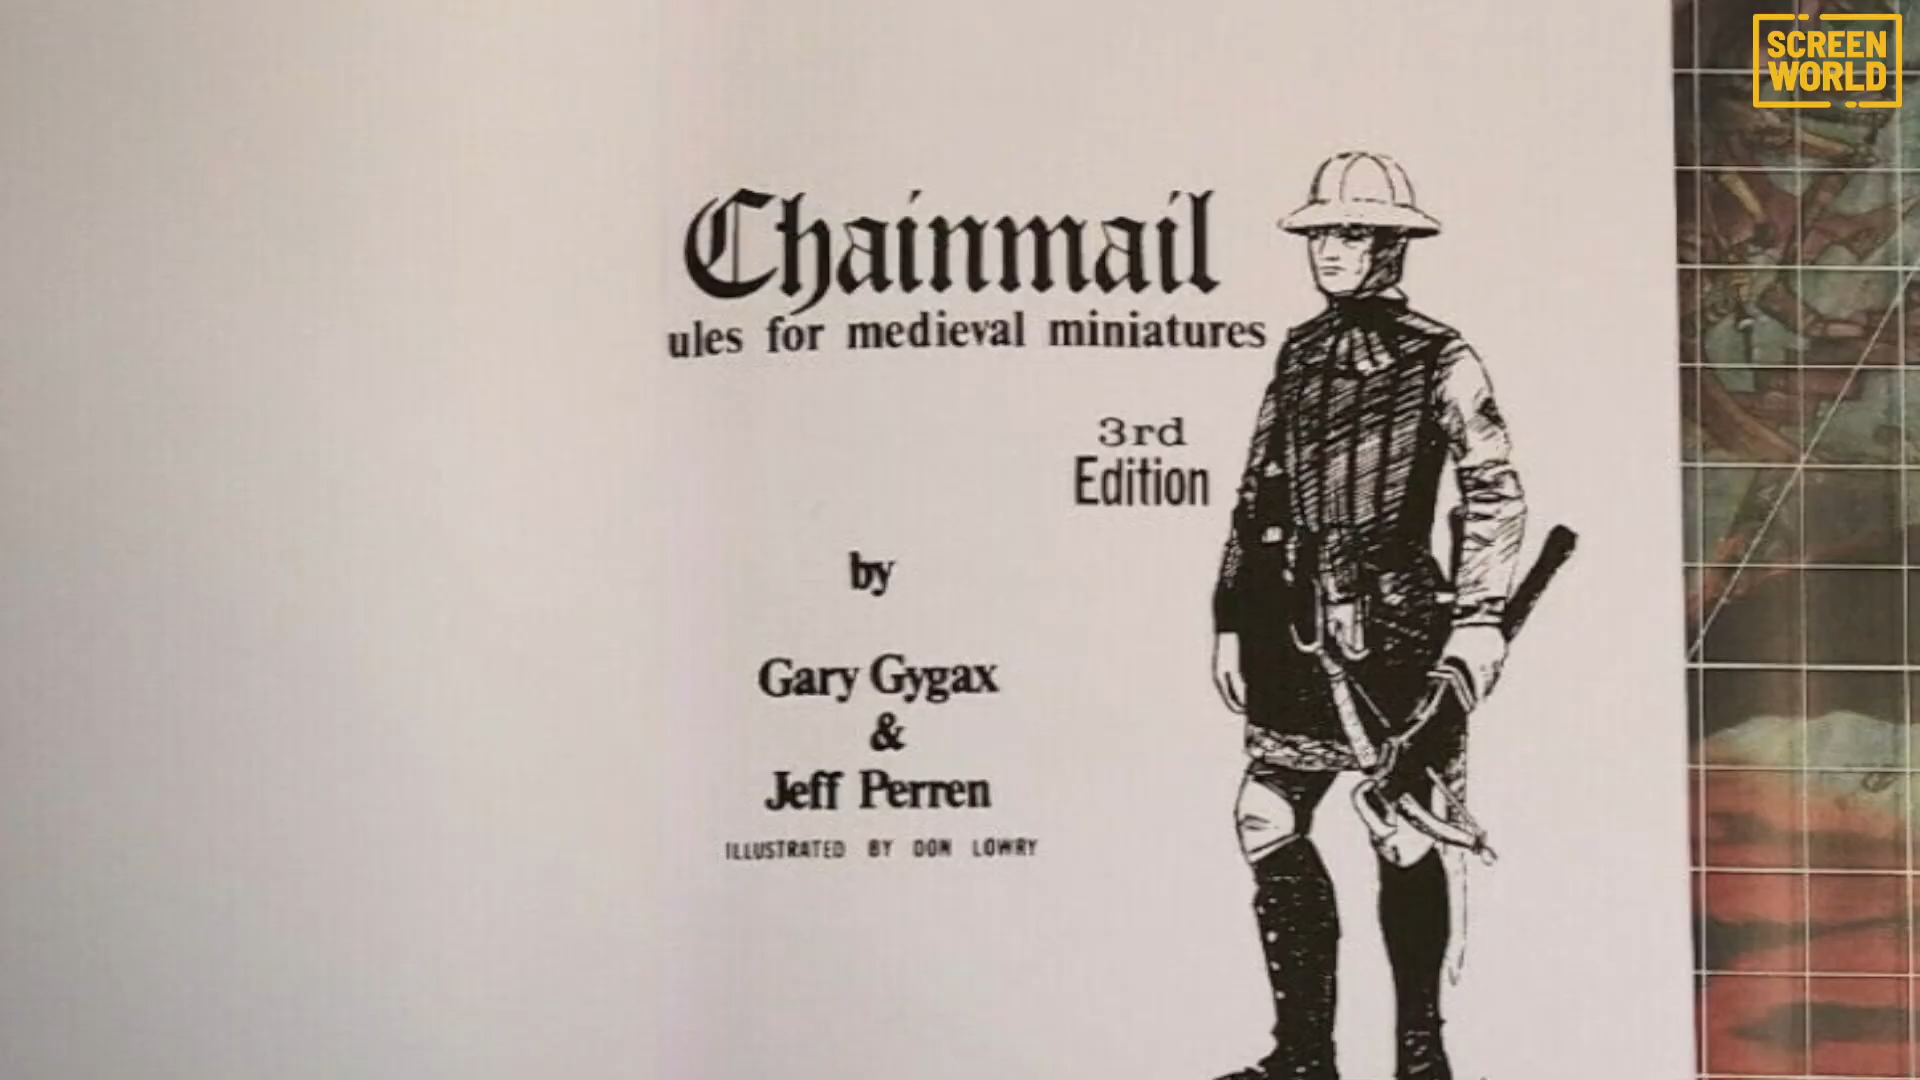 Chainmail
ules for medieval miniatures
3rd
Edition
by
Gary Gygax
&
Jeff Perren
ILLUSTRATED BY DON LOWRY
SCREEN
WORLD